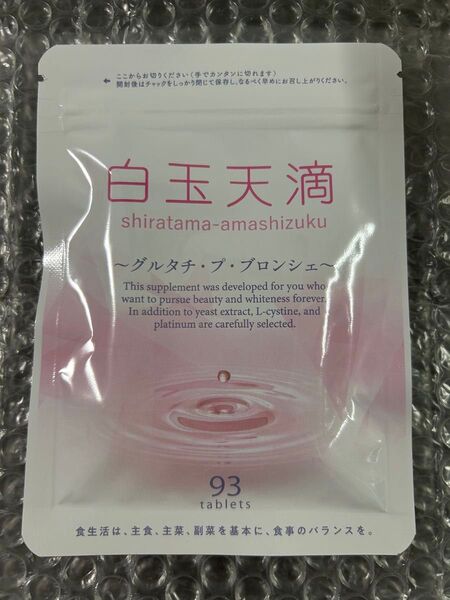 ← ここからお切りください(手でカンタンに切れます)
開封後はチャックをしっかり閉じて保存し、なるべく早めにお召し上がりください。
白玉天滴
shiratama-amashizuku
～グルタチ・プ・ブロンシェ～
This supplement was developed for you who
want to pursue beauty and whiteness forever.
In addition to yeast extract, L-cystine, and
platinum are carefully selected.
93
tablets
食生活は、主食、主菜、副菜を基本に、食事のバランスを。